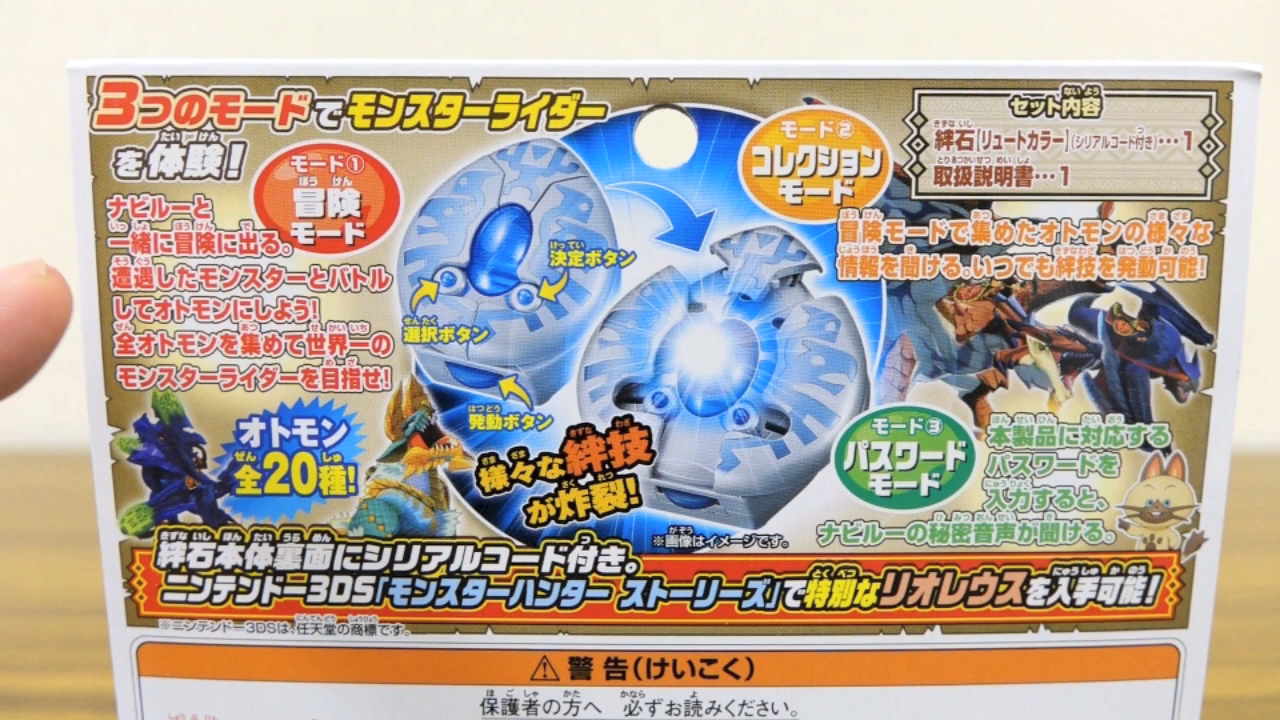 3つのモードでモンスターライダー
を体験!
モード①
冒険
モード
ナビルーと
一緒に冒険に出る。
遭遇したモンスターとバトル
してオトモンにしよう!
全オトモンを集めて世界一の
モンスターライダーを目指せ!
オトモン
全20種!
決定ボタン
選択ボタン
発動ボタン
様々な絆技
が炸裂!
※画像はイメージです。
モード②
コレクション
モード
セット内容
絆石[リュートカラー](シリアルコード付き)…1
取扱説明書…1
冒険モードで集めたオトモンの様々な
情報を聞ける。いつでも絆技を発動可能!
モード③
パスワード
モード
本製品に対応する
パスワードを
入力すると、
ナビルーの秘密音声が聞ける。
絆石本体裏面にシリアルコード付き。
ニンテンドー3DS「モンスターハンター ストーリーズ」で特別なリオレウスを入手可能!
※ニンテンドー3DSは、任天堂の商標です。
⚠警告(けいこく)
保護者の方へ 必ずお読みください。